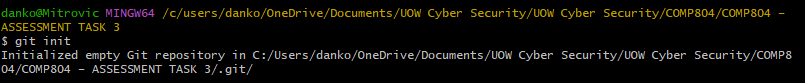 danko@Mitrovic MINGW64 /c/users/danko/OneDrive/Documents/UOW Cyber Security/UOW Cyber Security/COMP804/COMP804 –
ASSESSMENT TASK 3
$ git init
Initialized empty Git repository in C:/Users/danko/OneDrive/Documents/UOW Cyber Security/UOW Cyber Security/COMP8
04/COMP804 – ASSESSMENT TASK 3/.git/